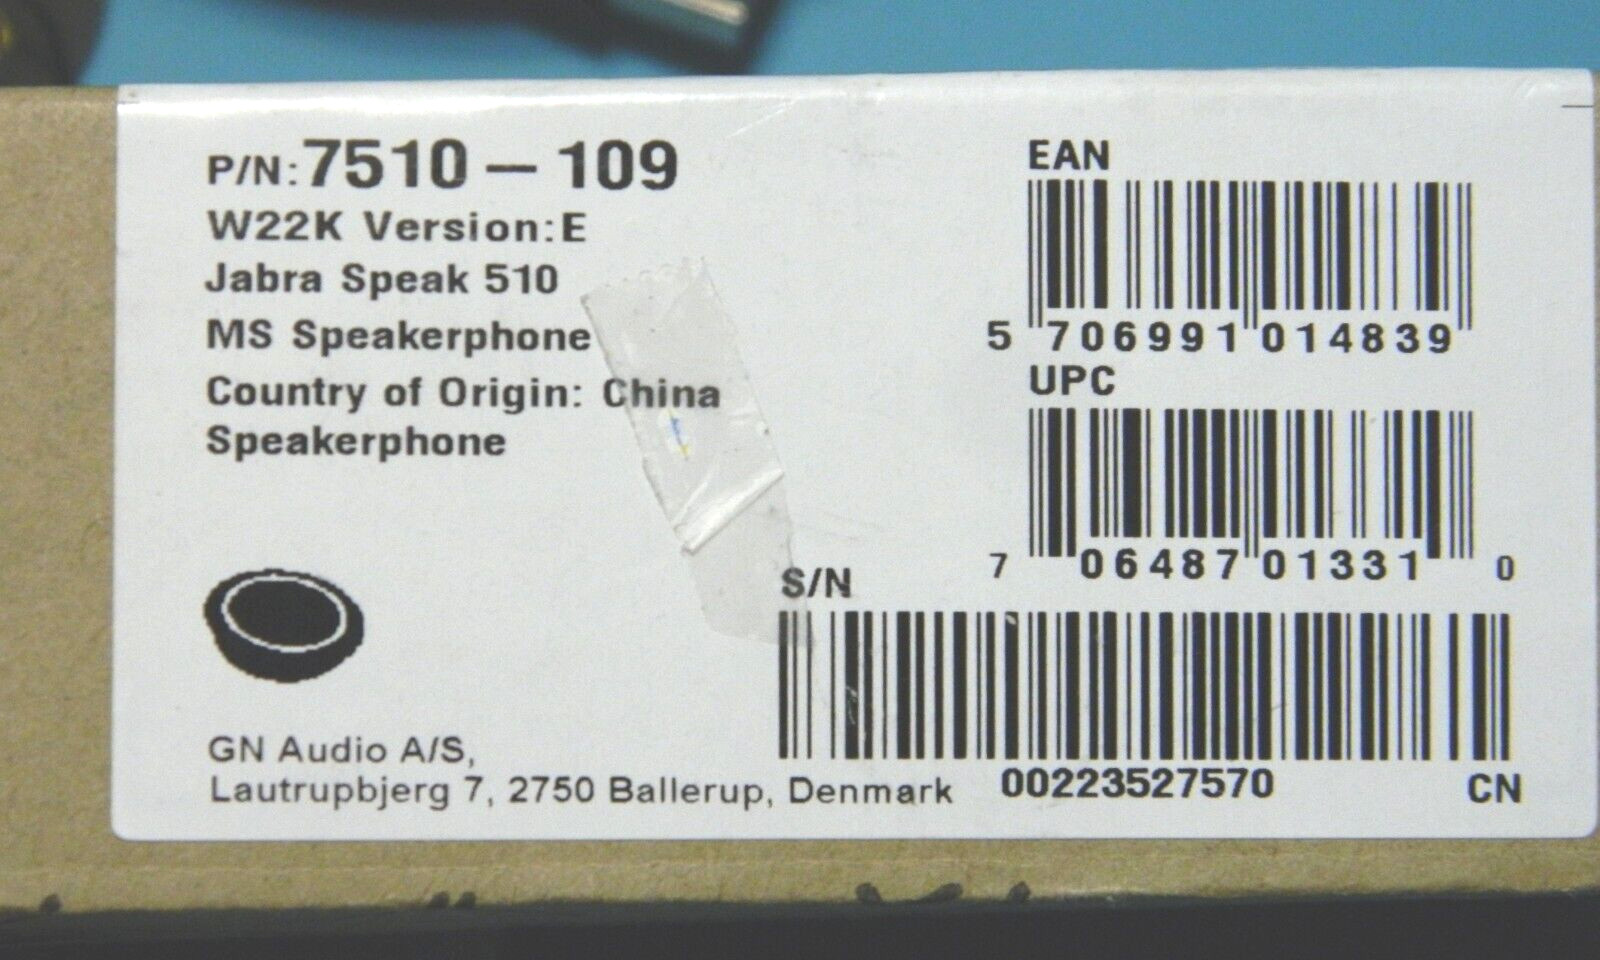 P/N: 7510-109
W22K Version:E
Jabra Speak 510
MS Speakerphone
Country of Origin: China
Speakerphone
EAN
5 706991 014839
UPC
7 06487 01331 0
S/N
00223527570 CN
GN Audio A/S,
Lautrupbjerg 7, 2750 Ballerup, Denmark